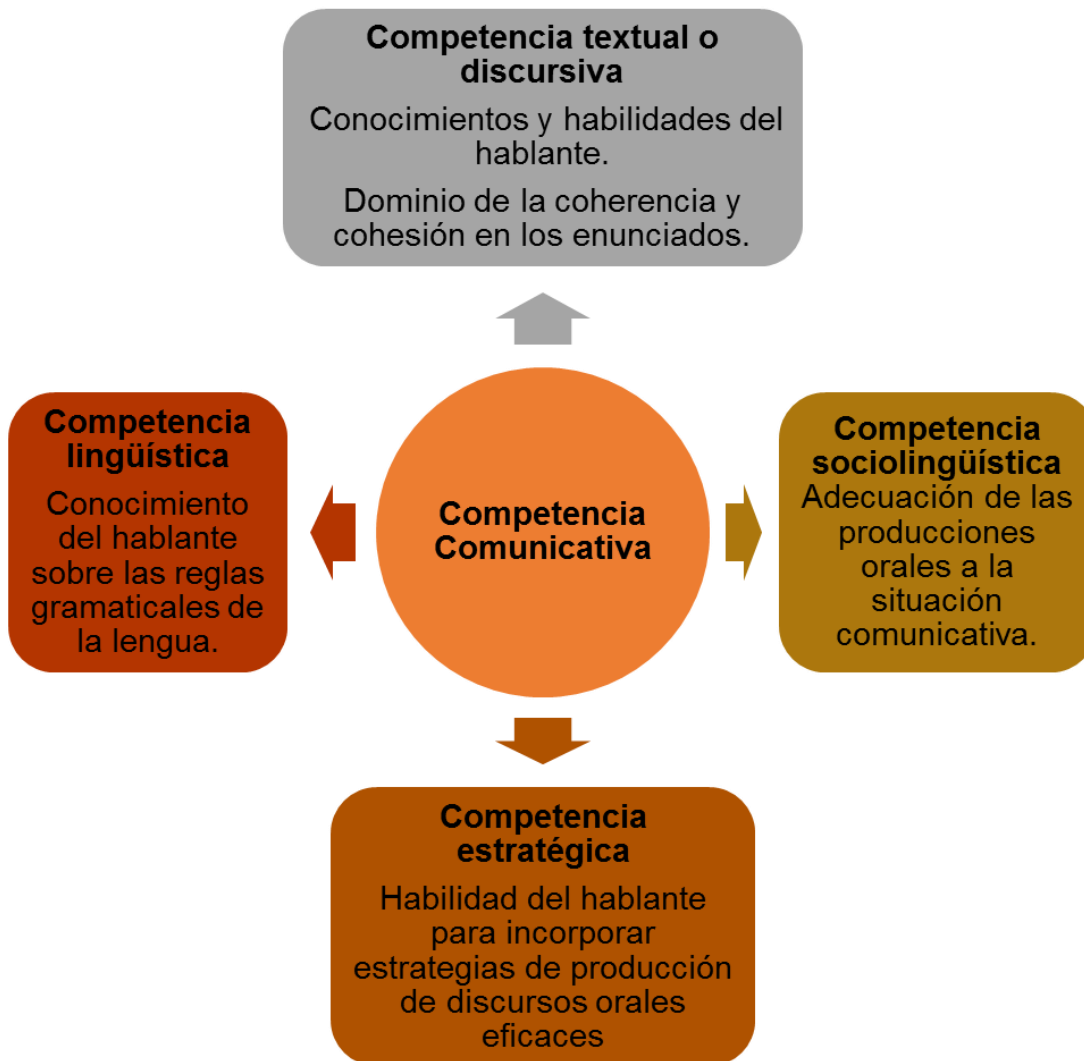 Competencia textual o
discursiva
Conocimientos y habilidades del
hablante.
Dominio de la coherencia y
cohesión en los enunciados.
Competencia
lingüística
Conocimiento
del hablante
sobre las reglas
gramaticales de
la lengua.
Competencia
Comunicativa
Competencia
sociolingüística
Adecuación de las
producciones
orales a la
situación
comunicativa.
Competencia
estratégica
Habilidad del hablante
para incorporar
estrategias de producción
de discursos orales
eficaces